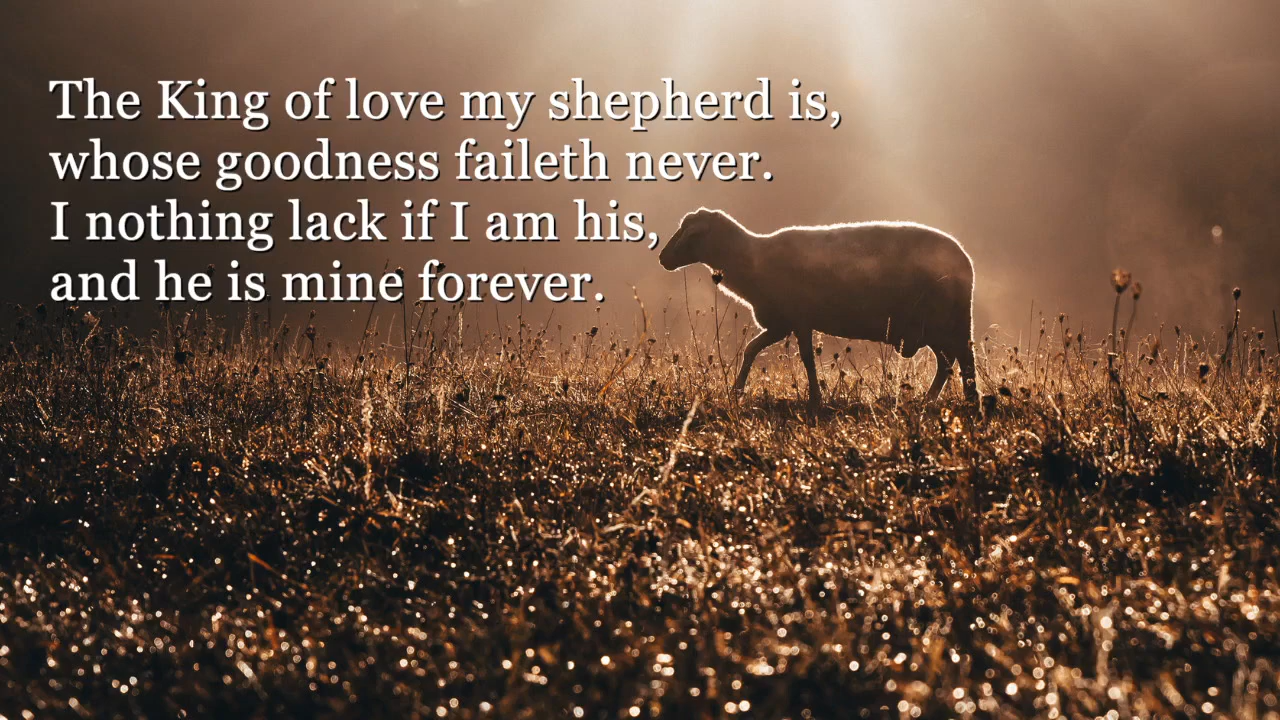 The King of love my shepherd is,
whose goodness faileth never.
I nothing lack if I am his,
and he is mine forever.